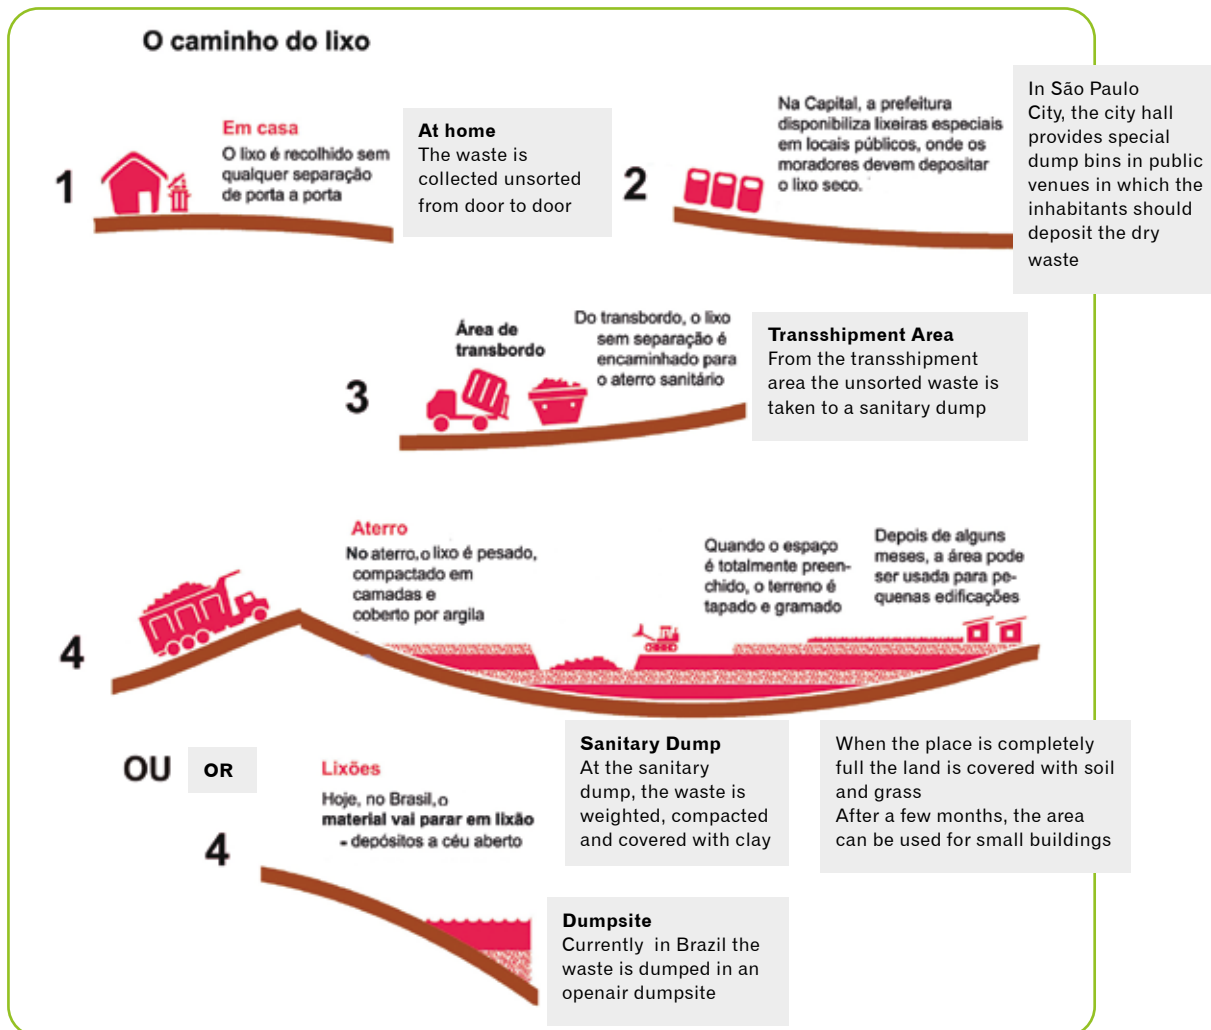 O caminho do lixo
1
Em casa
O lixo é recolhido sem
qualquer separação
de porta a porta
At home
The waste is
collected unsorted
from door to door
2
Na Capital, a prefeitura
disponibiliza lixeiras especiais
em locais públicos, onde os
moradores devem depositar
o lixo seco.
In São Paulo
City, the city hall
provides special
dump bins in public
venues in which the
inhabitants should
deposit the dry
waste
3
Área de
transbordo
Do transbordo, o lixo
sem separação é
encaminhado para
o aterro sanitário
Transshipment Area
From the transshipment
area the unsorted waste is
taken to a sanitary dump
4
Aterro
No aterro, o lixo é pesado,
compactado em
camadas e
coberto por argila
Quando o espaço
é totalmente preen-
chido, o terreno é
tapado e gramado
Depois de alguns
meses, a área pode
ser usada para pe-
quenas edificações
Sanitary Dump
At the sanitary
dump, the waste is
weighted, compacted
and covered with clay
When the place is completely
full the land is covered with soil
and grass
After a few months, the area
can be used for small buildings
OU
OR
4
Lixões
Hoje, no Brasil, o
material vai parar em lixão
- depósitos a céu aberto
Dumpsite
Currently in Brazil the
waste is dumped in an
openair dumpsite